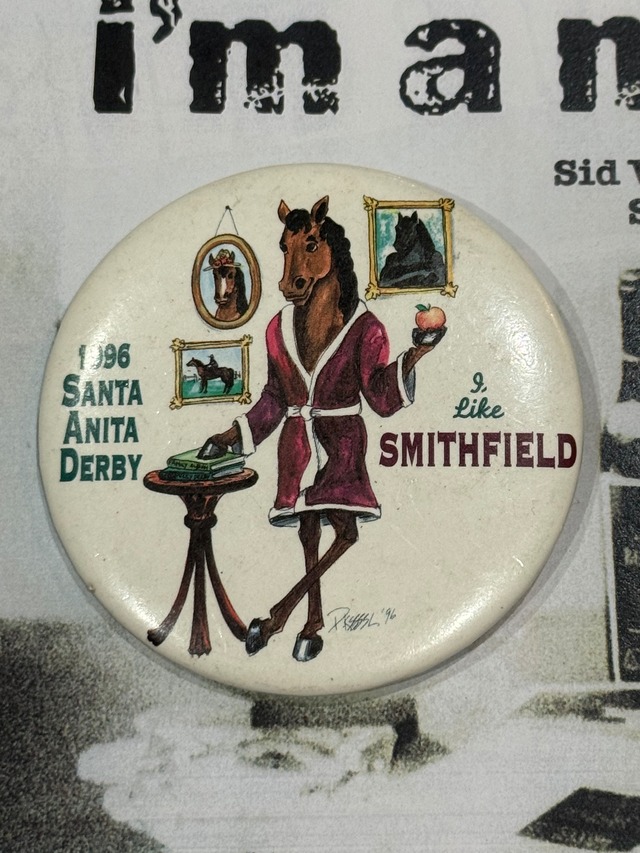 i'm a
Sid
1996
SANTA
ANITA
DERBY
I
Like
SMITHFIELD
'96